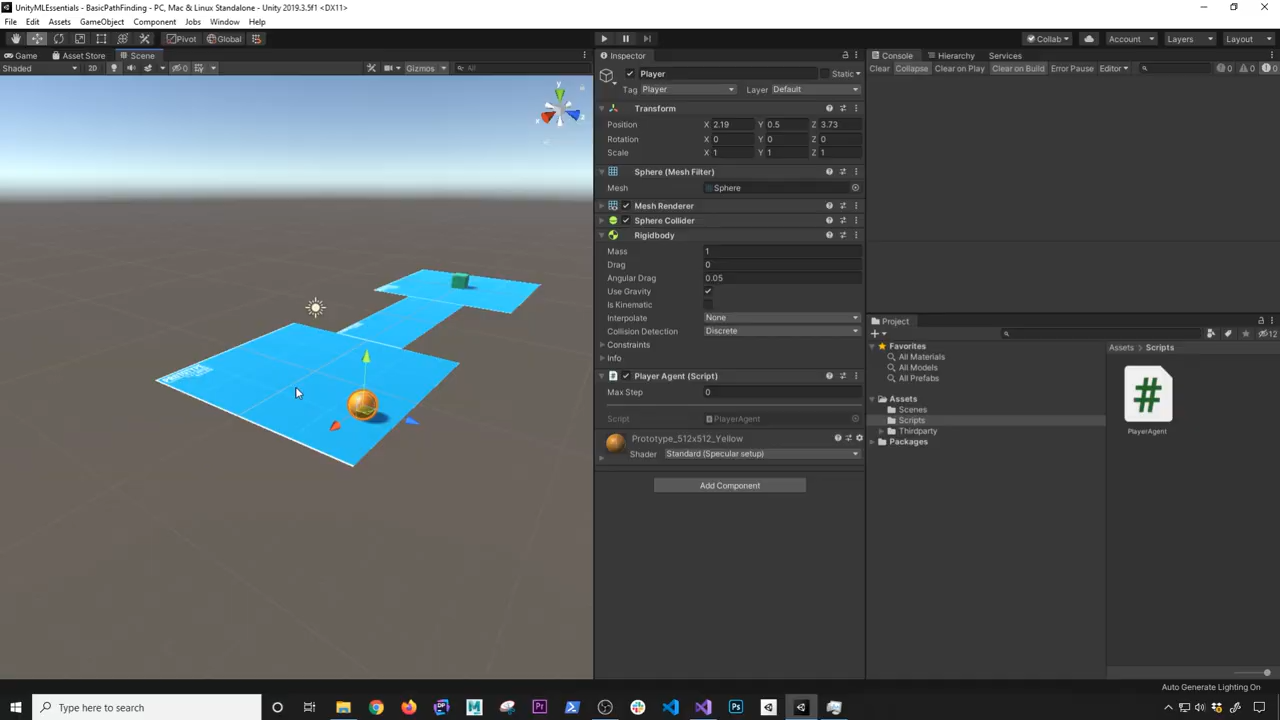 UnityMLEssentials - BasicPathFinding - PC, Mac & Linux Standalone - Unity 2019.3.5f1 <DX11>
File Edit Assets GameObject Component Jobs Window Help
Pivot Global
Collab Account Layers Layout
Game Asset Store Scene
Shaded 2D 0 Gizmos All
Inspector
Player Static
Tag Player Layer Default
Transform
Position X 2.19 Y 0.5 Z 3.73
Rotation X 0 Y 0 Z 0
Scale X 1 Y 1 Z 1
Sphere (Mesh Filter)
Mesh Sphere
Mesh Renderer
Sphere Collider
Rigidbody
Mass 1
Drag 0
Angular Drag 0.05
Use Gravity
Is Kinematic
Interpolate None
Collision Detection Discrete
Constraints
Info
Player Agent (Script)
Max Step 0
Script PlayerAgent
Prototype_512x512_Yellow
Shader Standard (Specular setup)
Add Component
Console Hierarchy Services
Clear Collapse Clear on Play Clear on Build Error Pause Editor 0 0 0
Project
12
Favorites
All Materials
All Models
All Prefabs
Assets
Scenes
Scripts
Thirdparty
Packages
Assets > Scripts
#
PlayerAgent
Auto Generate Lighting On
Type here to search